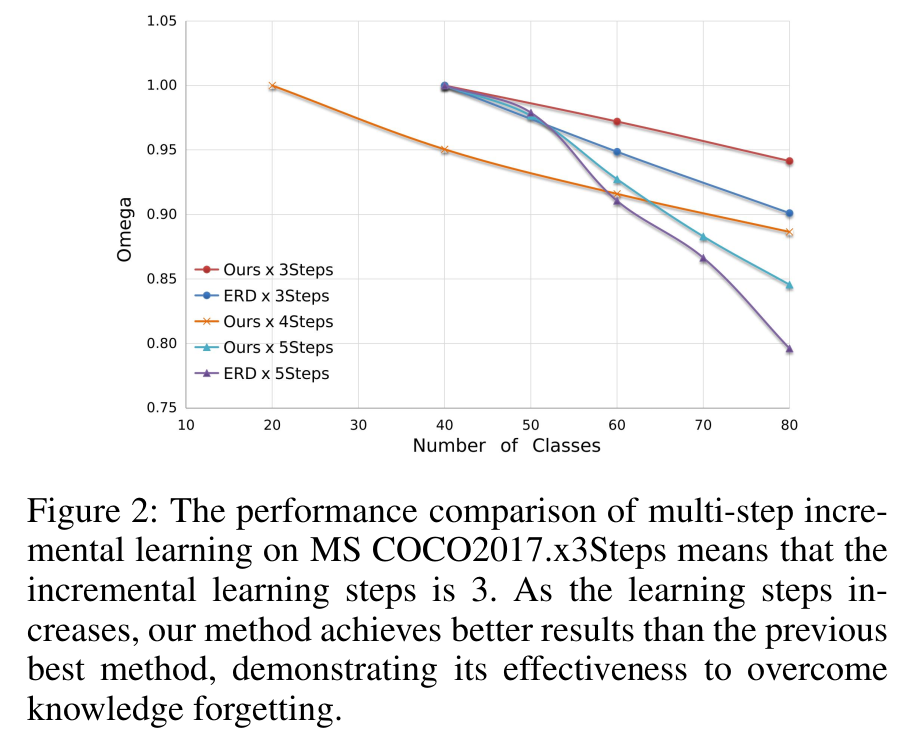 1.05
1.00
0.95
0.90
0.85
0.80
0.75
Omega
Ours x 3Steps
ERD x 3Steps
Ours x 4Steps
Ours x 5Steps
ERD x 5Steps
10 20 30 40 50 60 70 80
Number of Classes
Figure 2: The performance comparison of multi-step incre-
mental learning on MS COCO2017.x3Steps means that the
incremental learning steps is 3. As the learning steps in-
creases, our method achieves better results than the previous
best method, demonstrating its effectiveness to overcome
knowledge forgetting.